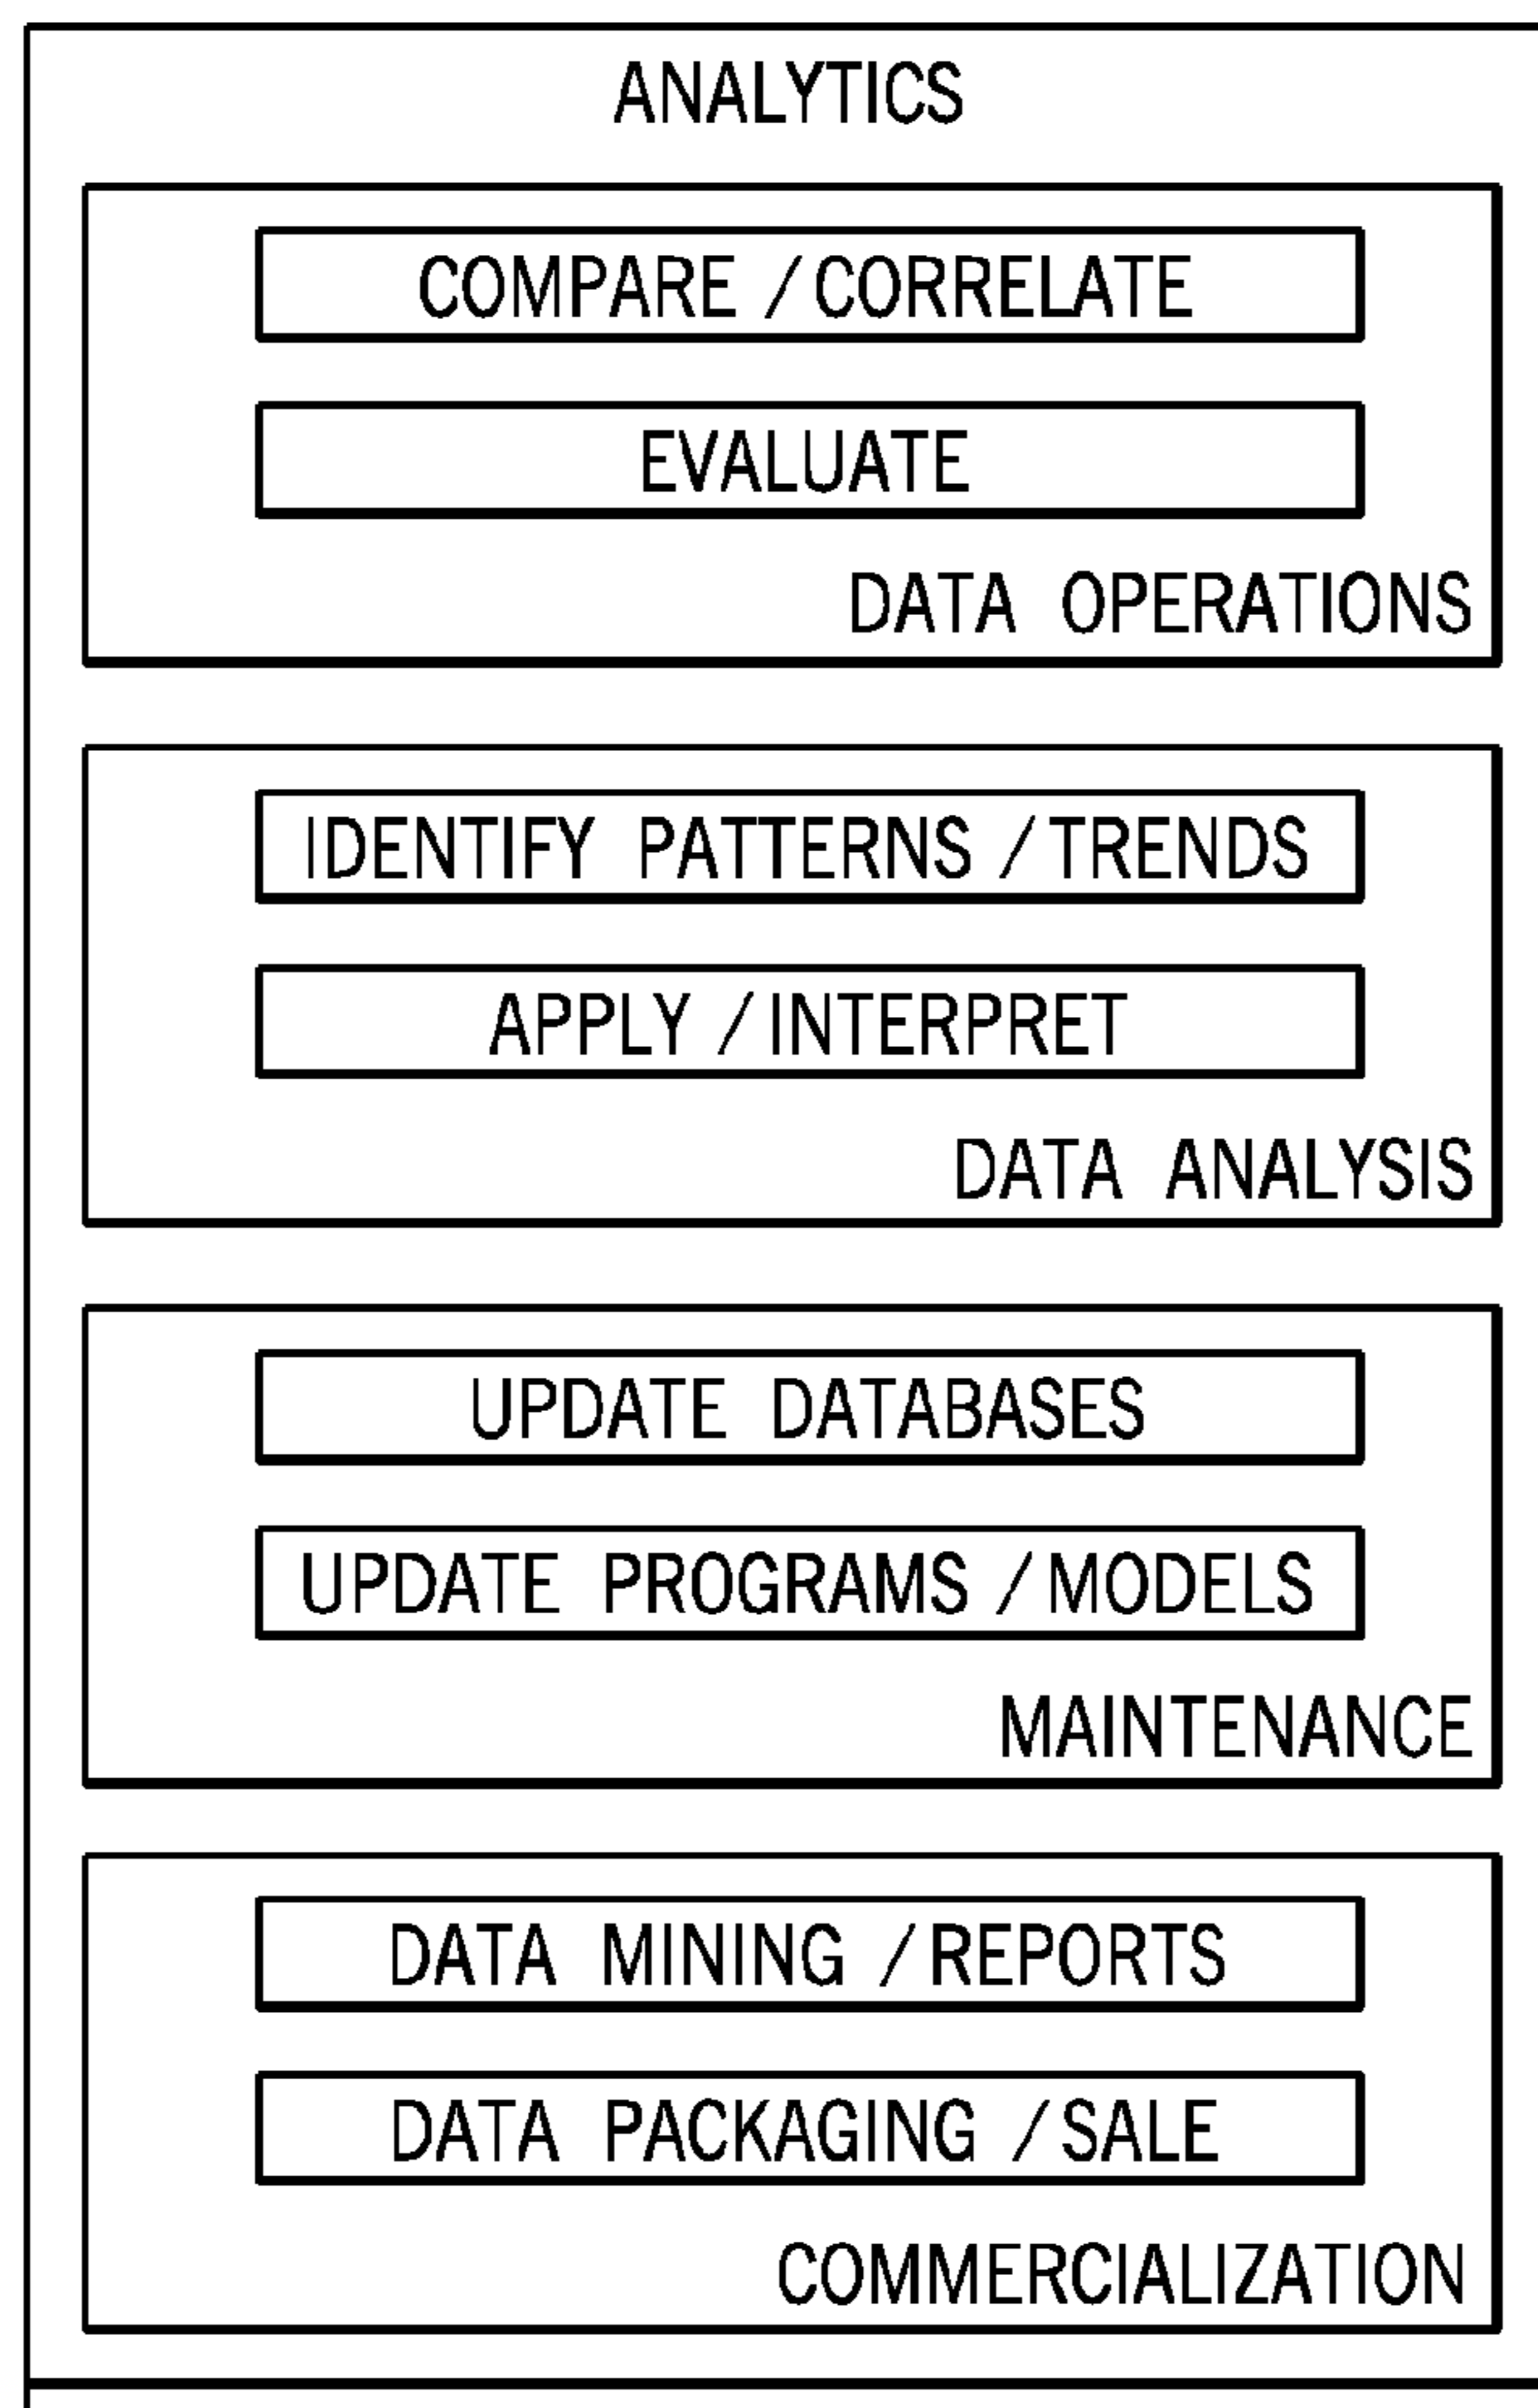 ANALYTICS
COMPARE / CORRELATE
EVALUATE
DATA OPERATIONS
IDENTIFY PATTERNS / TRENDS
APPLY / INTERPRET
DATA ANALYSIS
UPDATE DATABASES
UPDATE PROGRAMS / MODELS
MAINTENANCE
DATA MINING / REPORTS
DATA PACKAGING / SALE
COMMERCIALIZATION